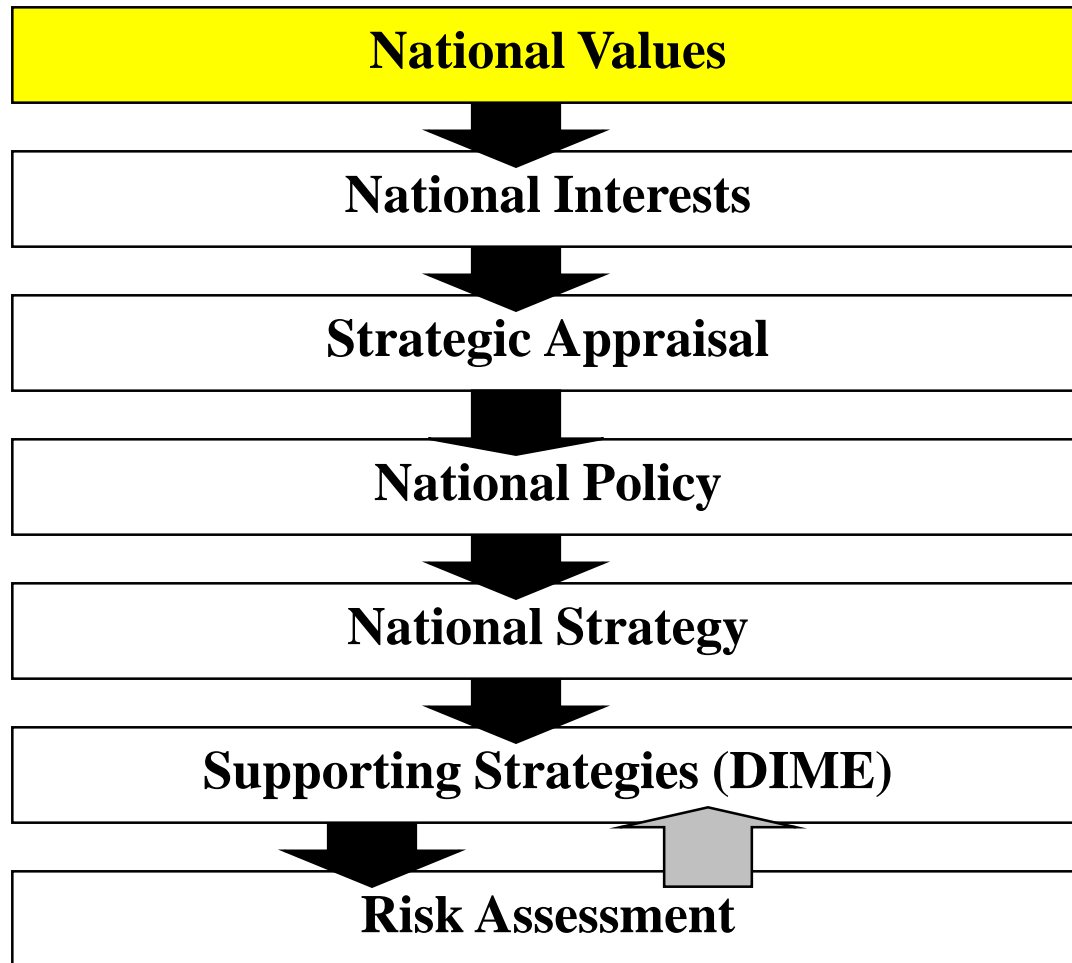 National Values
National Interests
Strategic Appraisal
National Policy
National Strategy
Supporting Strategies (DIME)
Risk Assessment